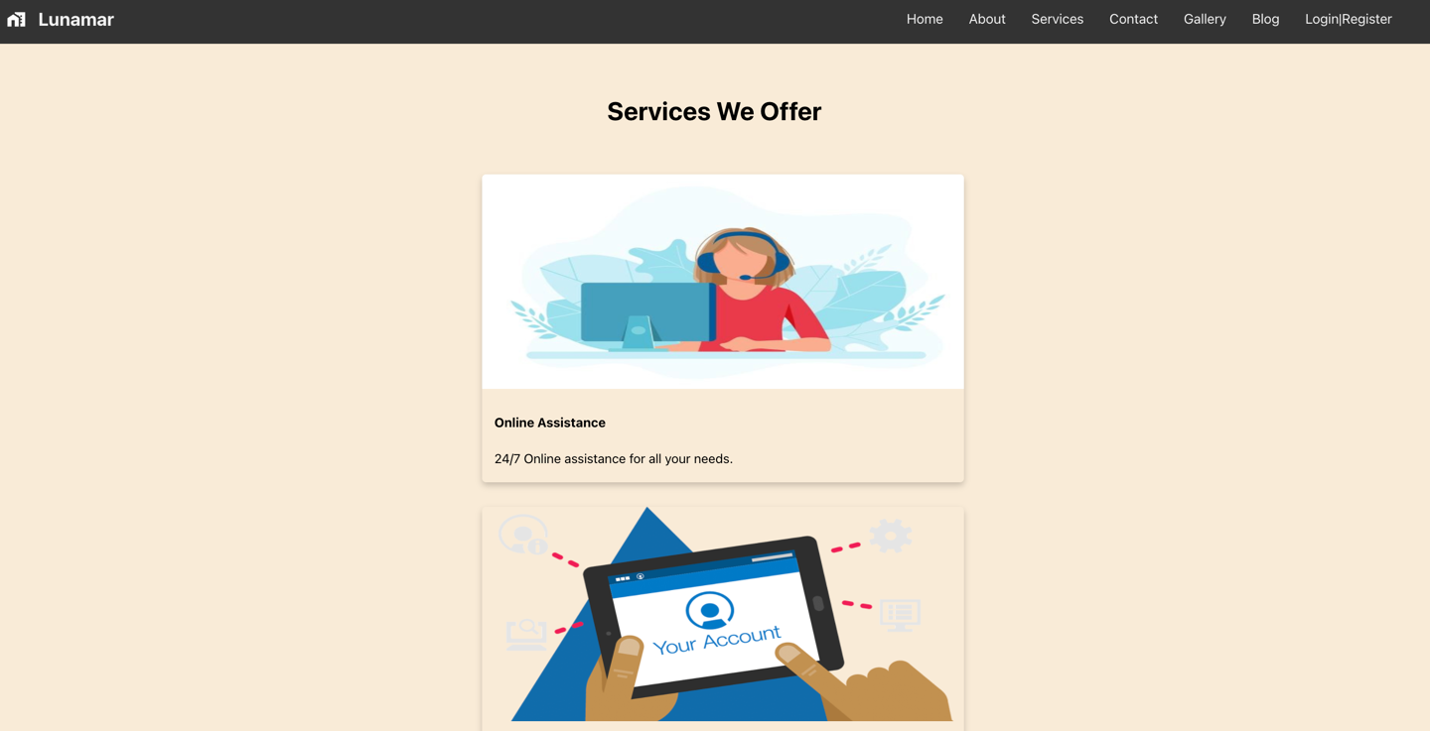 Lunamar
Home About Services Contact Gallery Blog Login|Register
Services We Offer
Online Assistance
24/7 Online assistance for all your needs.
Your Account